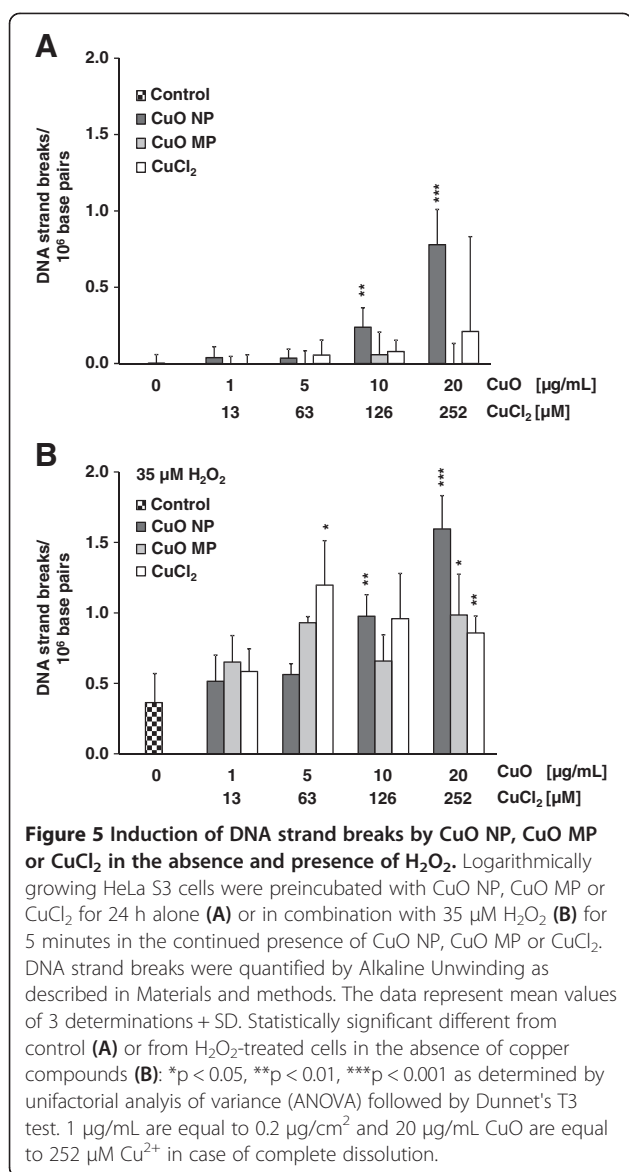 A
2.0
1.5
1.0
0.5
0.0
DNA strand breaks/
10⁶ base pairs
Control
CuO NP
CuO MP
CuCl₂
**
***
0 1 5 10 20 CuO [µg/mL]
13 63 126 252 CuCl₂ [µM]
B
2.0
1.5
1.0
0.5
0.0
DNA strand breaks/
10⁶ base pairs
35 µM H₂O₂
Control
CuO NP
CuO MP
CuCl₂
*
**
***
*
**
0 1 5 10 20 CuO [µg/mL]
13 63 126 252 CuCl₂ [µM]
Figure 5 Induction of DNA strand breaks by CuO NP, CuO MP
or CuCl₂ in the absence and presence of H₂O₂. Logarithmically
growing HeLa S3 cells were preincubated with CuO NP, CuO MP or
CuCl₂ for 24 h alone (A) or in combination with 35 µM H₂O₂ (B) for
5 minutes in the continued presence of CuO NP, CuO MP or CuCl₂.
DNA strand breaks were quantified by Alkaline Unwinding as
described in Materials and methods. The data represent mean values
of 3 determinations + SD. Statistically significant different from
control (A) or from H₂O₂-treated cells in the absence of copper
compounds (B): *p < 0.05, **p < 0.01, ***p < 0.001 as determined by
unifactorial analyis of variance (ANOVA) followed by Dunnet's T3
test. 1 µg/mL are equal to 0.2 µg/cm² and 20 µg/mL CuO are equal
to 252 µM Cu²⁺ in case of complete dissolution.